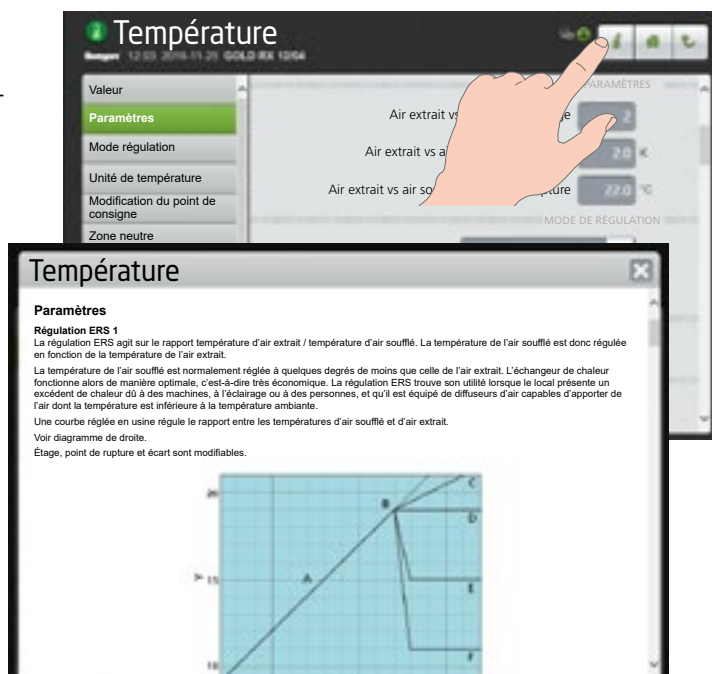 Température
12:03 2016-11-25 GOLD RX 12/04
Valeur
Paramètres
Mode régulation
Unité de température
Modification du point de
consigne
Zone neutre
PARAMÈTRES
Air extrait
2
Air extrait vs
2.0 K
Air extrait vs air
22.0 °C
MODE DE RÉGULATION
Température
Paramètres
Régulation ERS 1
La régulation ERS agit sur le rapport température d'air extrait / température d'air soufflé. La température de l'air soufflé est donc régulée
en fonction de la température de l'air extrait.
La température de l'air soufflé est normalement réglée à quelques degrés de moins que celle de l'air extrait. L'échangeur de chaleur
fonctionne alors de manière optimale, c'est-à-dire très économique. La régulation ERS trouve son utilité lorsque le local présente un
excédent de chaleur dû à des machines, à l'éclairage ou à des personnes, et qu'il est équipé de diffuseurs d'air capables d'apporter de
l'air dont la température est inférieure à la température ambiante.
Une courbe réglée en usine régule le rapport entre les températures d'air soufflé et d'air extrait.
Voir diagramme de droite.
Étage, point de rupture et écart sont modifiables.
20
C
B
D
Y
15
A
E
F
10